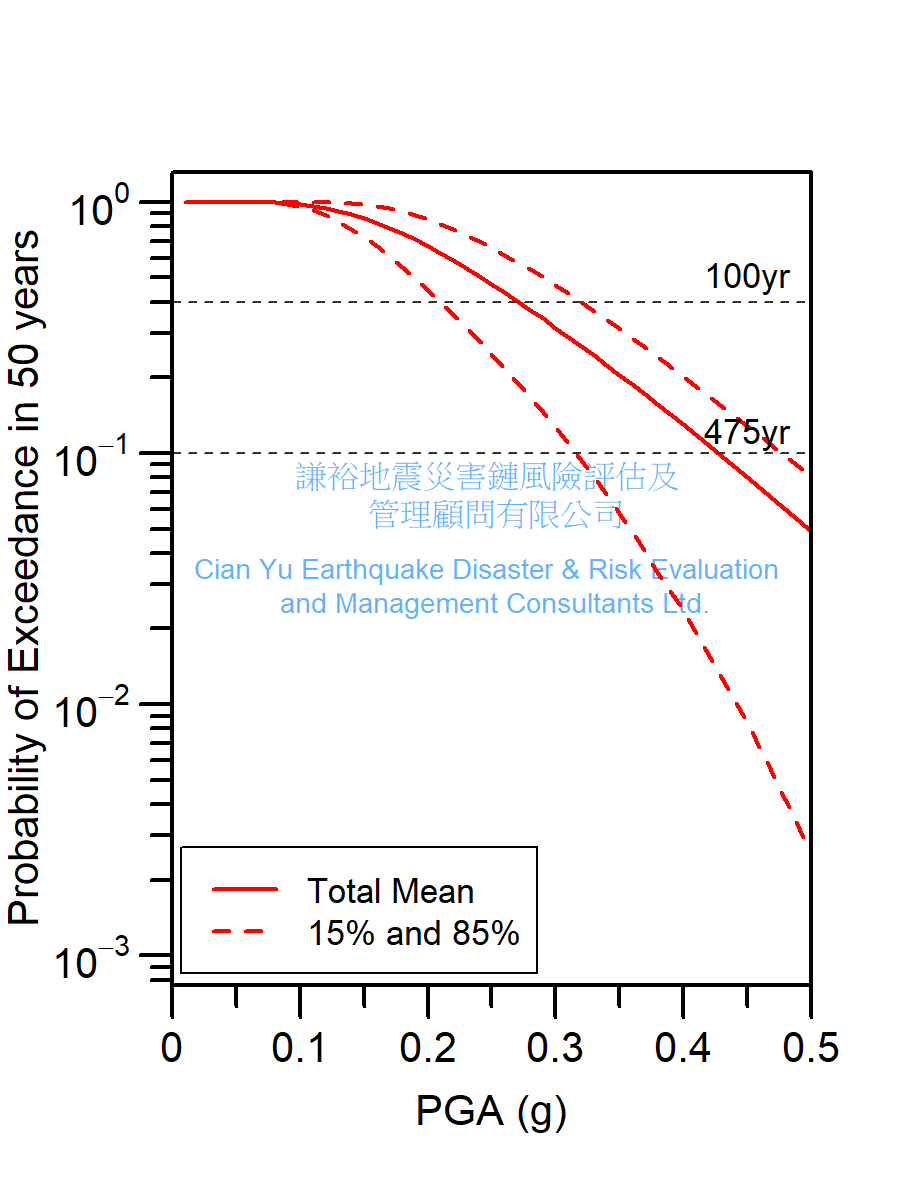 Probability of Exceedance in 50 years
10⁰
10⁻¹
10⁻²
10⁻³
100yr
475yr
謙裕地震災害鏈風險評估及
管理顧問有限公司
Cian Yu Earthquake Disaster & Risk Evaluation
and Management Consultants Ltd.
Total Mean
15% and 85%
0 0.1 0.2 0.3 0.4 0.5
PGA (g)